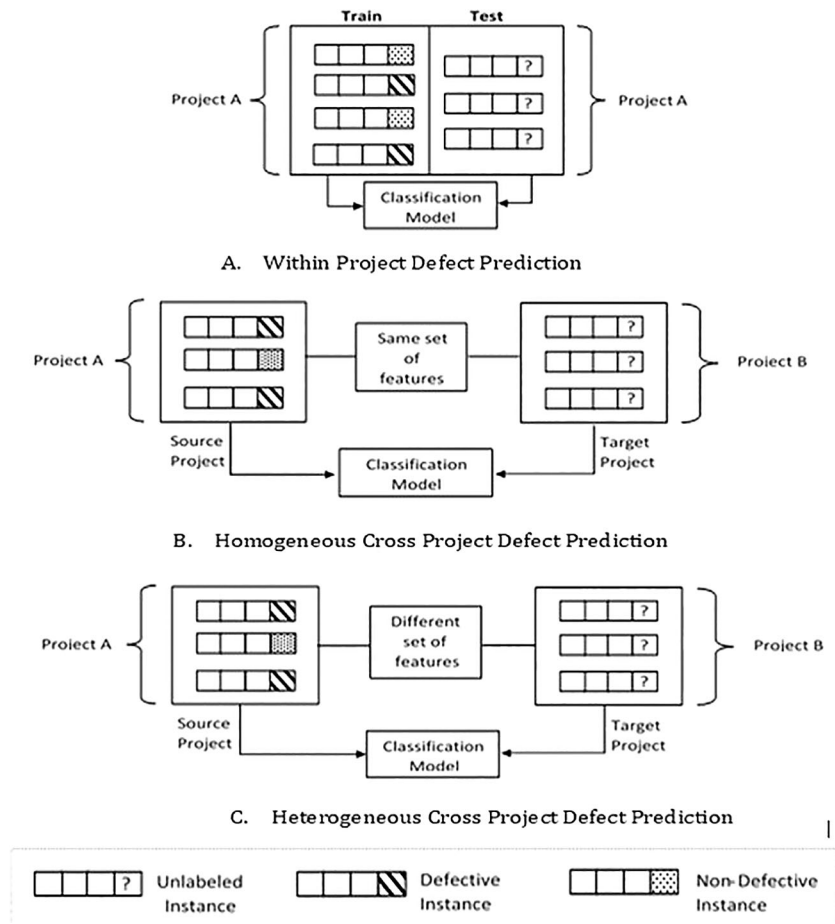 Train Test
Project A
?
?
?
Project A
Classification
Model
A. Within Project Defect Prediction
Project A
Same set
of
features
?
?
?
Project B
Source
Project
Target
Project
Classification
Model
B. Homogeneous Cross Project Defect Prediction
Project A
Different
set of
features
?
?
?
Project B
Source
Project
Target
Project
Classification
Model
C. Heterogeneous Cross Project Defect Prediction
? Unlabeled
Instance
Defective
Instance
Non-Defective
Instance